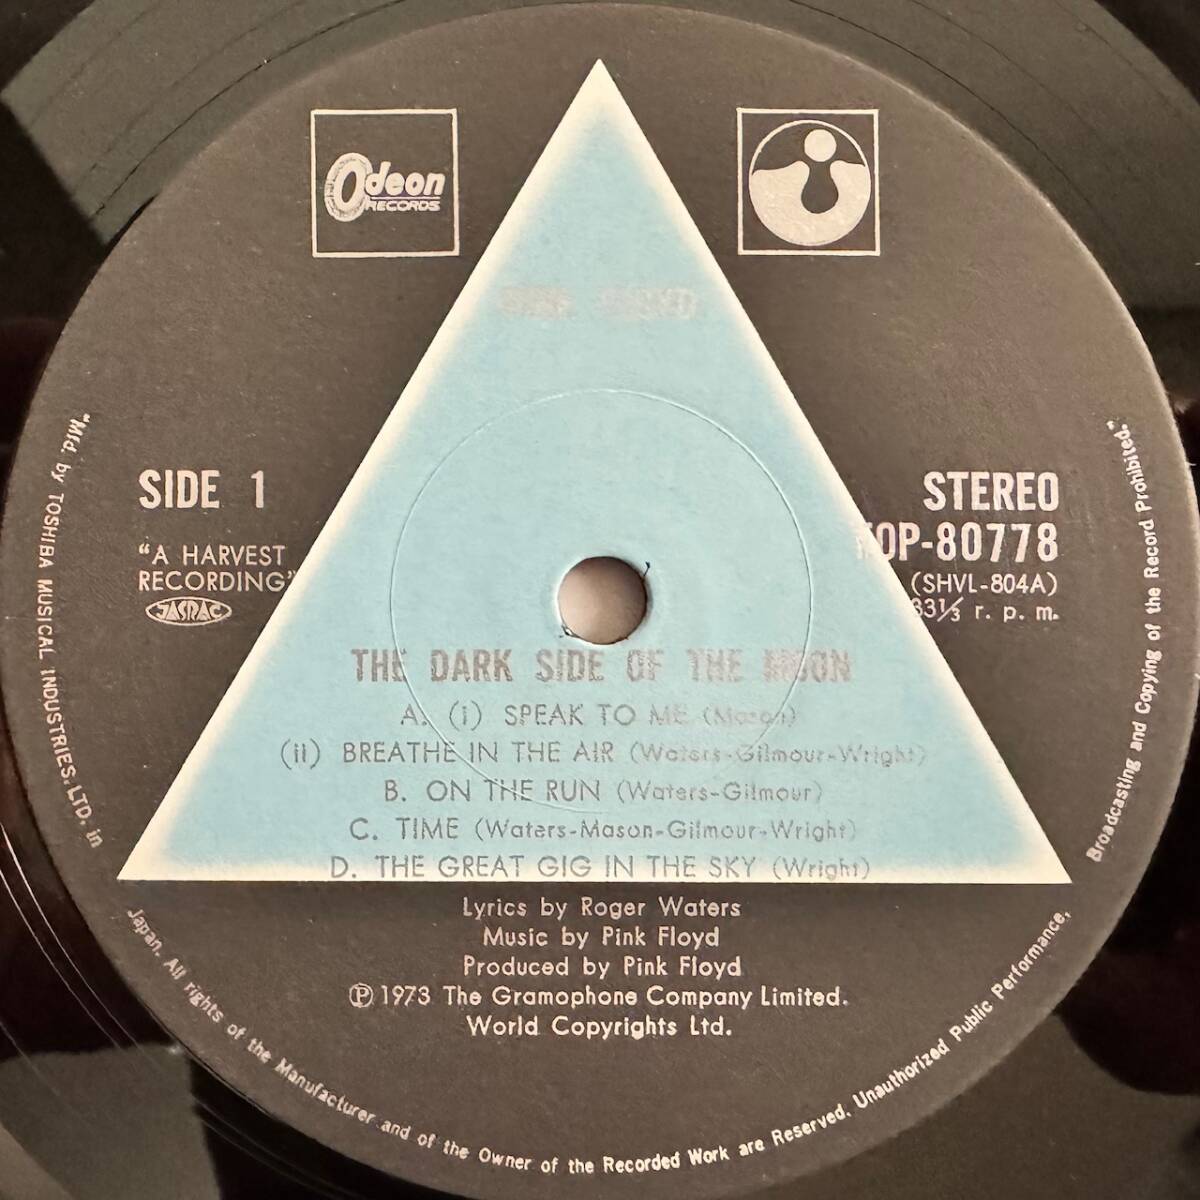 Odeon
RECORDS
PINK FLOYD
SIDE 1
"A HARVEST
RECORDING"
JASRAC
STEREO
EOP-80778
(SHVL-804A)
33⅓ r. p. m.
THE DARK SIDE OF THE MOON
A. (i) SPEAK TO ME (Mason)
(ii) BREATHE IN THE AIR (Waters-Gilmour-Wright)
B. ON THE RUN (Waters-Gilmour)
C. TIME (Waters-Mason-Gilmour-Wright)
D. THE GREAT GIG IN THE SKY (Wright)
Lyrics by Roger Waters
Music by Pink Floyd
Produced by Pink Floyd
Ⓟ 1973 The Gramophone Company Limited.
World Copyrights Ltd.
"Mfd. by TOSHIBA MUSICAL INDUSTRIES, LTD. in Japan. All rights of the Manufacturer and of the Owner of the Recorded Work are Reserved. Unauthorized Public Performance, Broadcasting and Copying of the Record Prohibited."